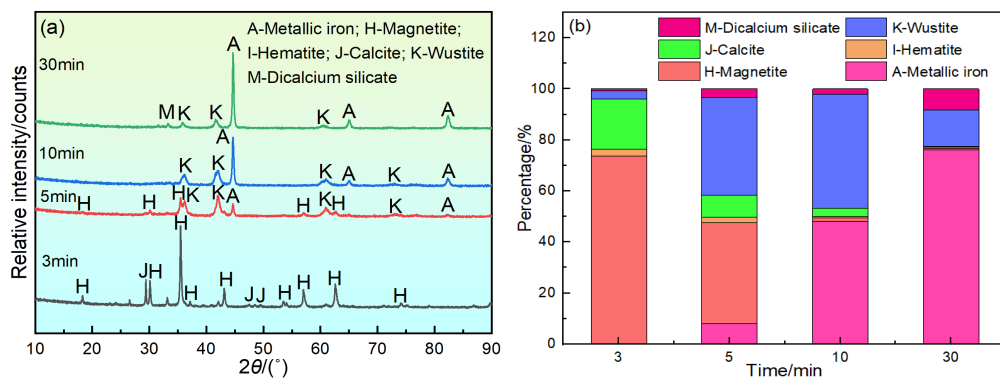 (a)
A-Metallic iron; H-Magnetite;
I-Hematite; J-Calcite; K-Wustite
M-Dicalcium silicate
Relative intensity/counts
30min
M K K A K A A
10min
K K A K A K A
5min
H H H K K A H K H K A
3min
H J H H H H J J H H H H
10 20 30 40 50 60 70 80 90
2θ/(°)
(b)
M-Dicalcium silicate K-Wustite
J-Calcite I-Hematite
H-Magnetite A-Metallic iron
Percentage/%
120
100
80
60
40
20
0
3 5 10 30
Time/min